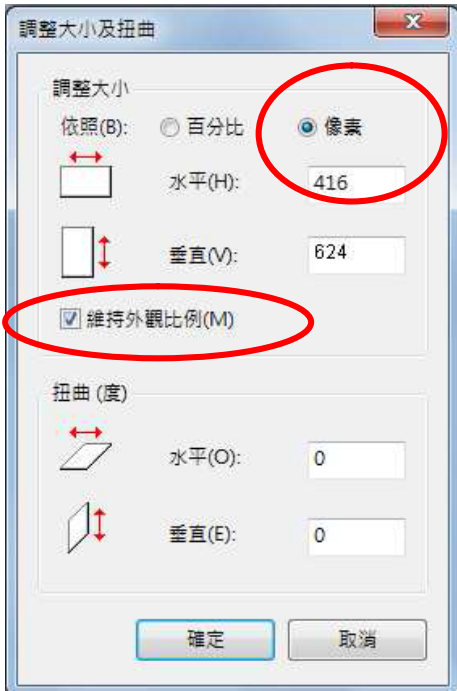 調整大小及扭曲
調整大小
依照(B): 百分比 像素
水平(H): 416
垂直(V): 624
維持外觀比例(M)
扭曲 (度)
水平(O): 0
垂直(E): 0
確定 取消